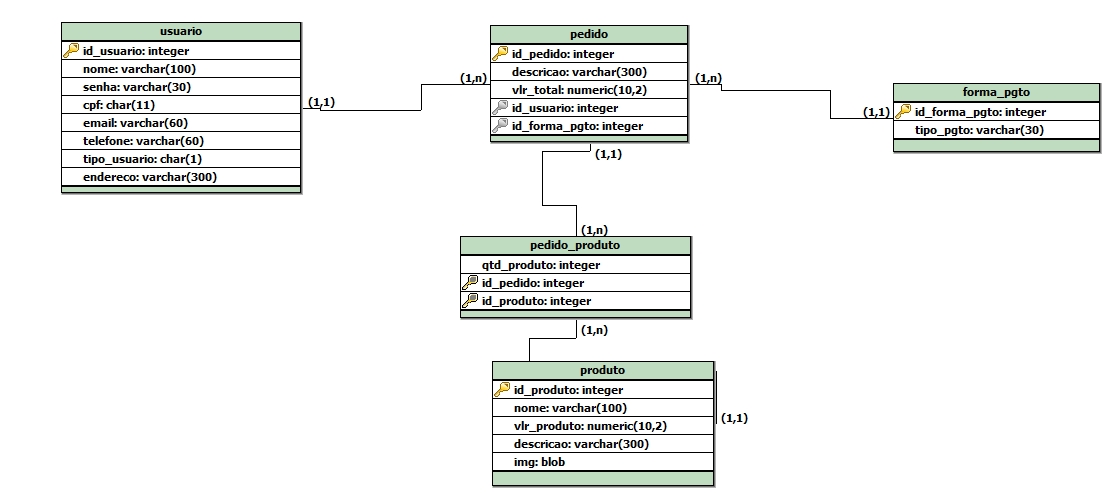 usuario
id_usuario: integer
nome: varchar(100)
senha: varchar(30)
cpf: char(11)
email: varchar(60)
telefone: varchar(60)
tipo_usuario: char(1)
endereco: varchar(300)
(1,1)
(1,n)
pedido
id_pedido: integer
descricao: varchar(300)
vlr_total: numeric(10,2)
id_usuario: integer
id_forma_pgto: integer
(1,n)
(1,1)
forma_pgto
id_forma_pgto: integer
tipo_pgto: varchar(30)
(1,1)
(1,n)
pedido_produto
qtd_produto: integer
id_pedido: integer
id_produto: integer
(1,n)
produto
id_produto: integer
nome: varchar(100)
vlr_produto: numeric(10,2)
descricao: varchar(300)
img: blob
(1,1)